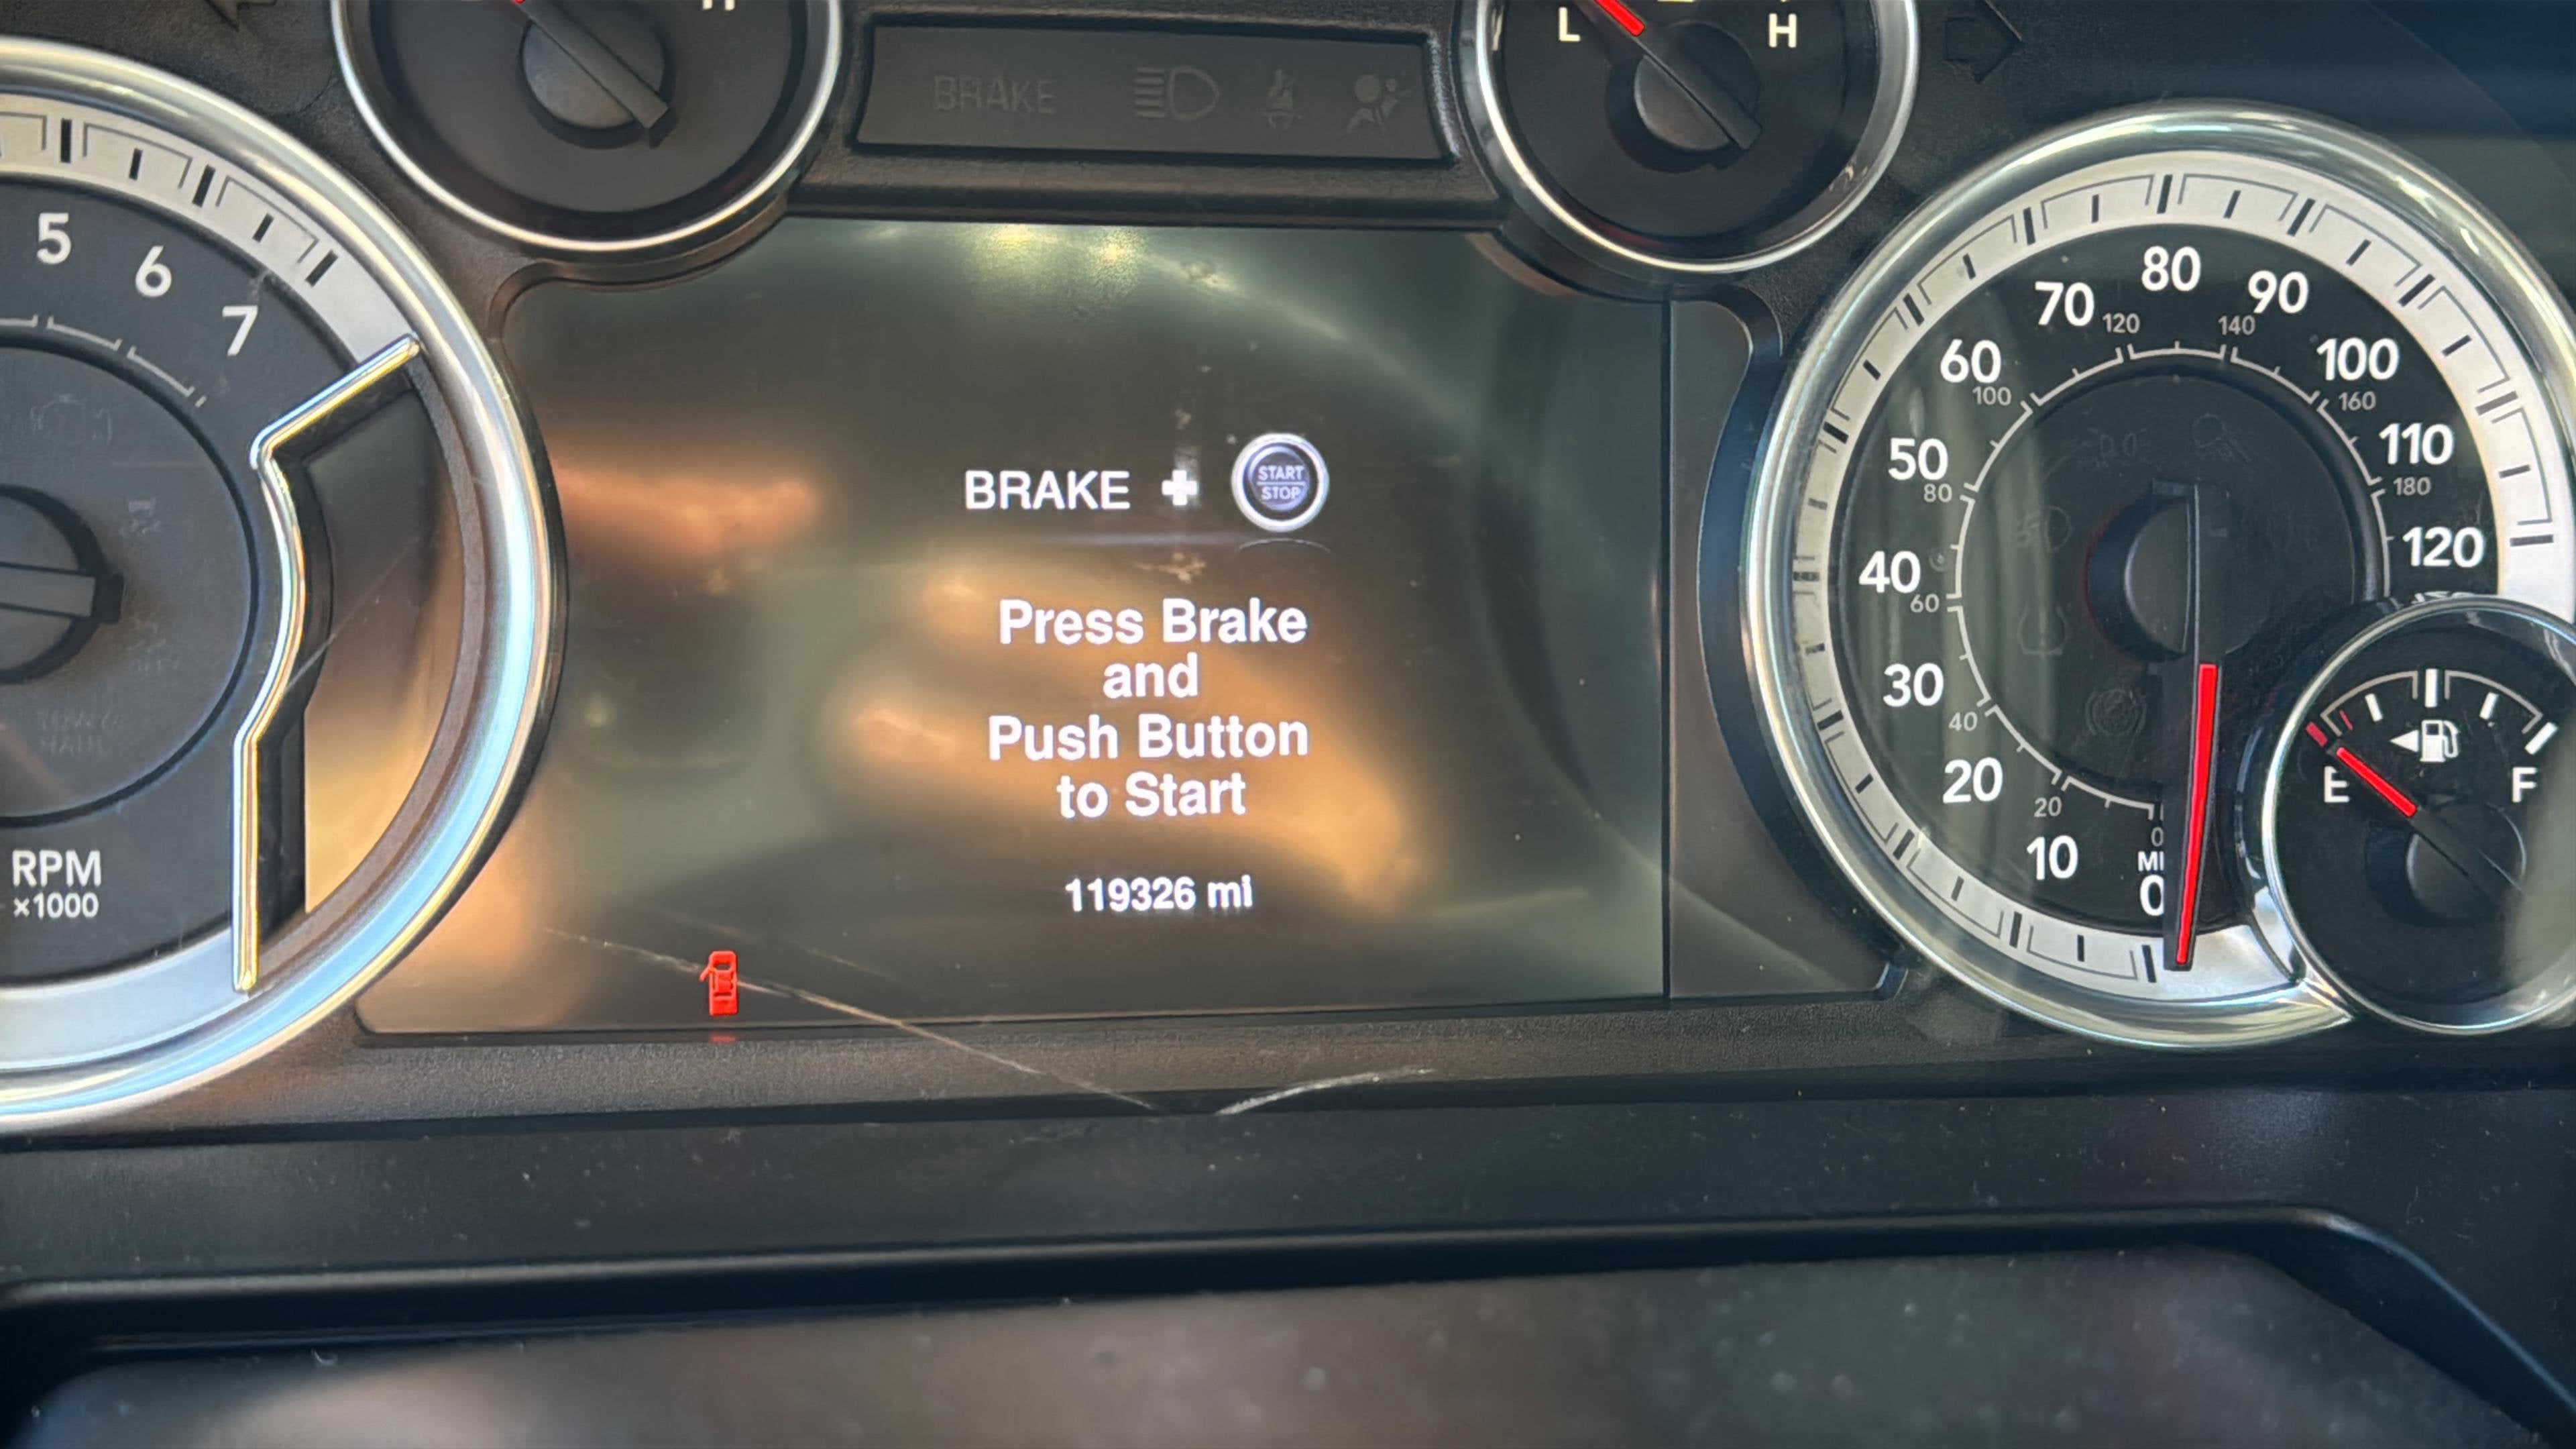 H
BRAKE
L H
5
6
7
RPM
×1000
BRAKE +
START
STOP
Press Brake
and
Push Button
to Start
119326 mi
0
10
20
30
40
50
60
70
80
90
100
110
120
0
20
40
60
80
100
120
140
160
180
E F